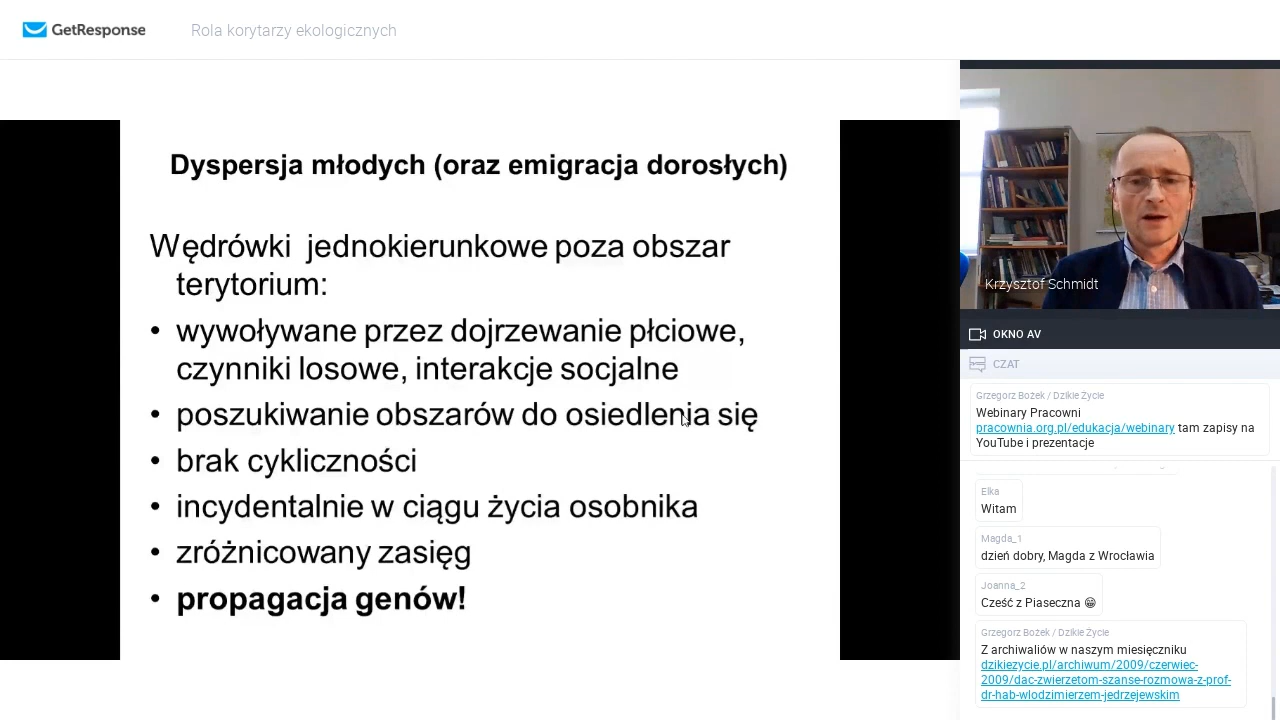 GetResponse
Rola korytarzy ekologicznych
Dyspersja młodych (oraz emigracja dorosłych)
Wędrówki jednokierunkowe poza obszar
terytorium:
• wywoływane przez dojrzewanie płciowe,
czynniki losowe, interakcje socjalne
• poszukiwanie obszarów do osiedlenia się
• brak cykliczności
• incydentalnie w ciągu życia osobnika
• zróżnicowany zasięg
• propagacja genów!
Krzysztof Schmidt
OKNO AV
CZAT
Grzegorz Bożek / Dzikie Życie
Webinary Pracowni
pracownia.org.pl/edukacja/webinary tam zapisy na
YouTube i prezentacje
Elka
Witam
Magda_1
dzień dobry, Magda z Wrocławia
Joanna_2
Cześć z Piaseczna 😀
Grzegorz Bożek / Dzikie Życie
Z archiwaliów w naszym miesięczniku
dzikiezycie.pl/archiwum/2009/czerwiec-
2009/dac-zwierzetom-szanse-rozmowa-z-prof-
dr-hab-wlodzimierzem-jedrzejewskim